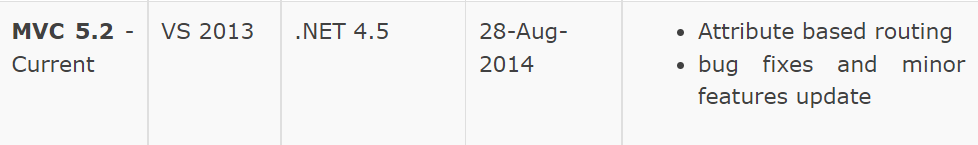 MVC 5.2 - Current
VS 2013
.NET 4.5
28-Aug-2014
• Attribute based routing
• bug fixes and minor features update